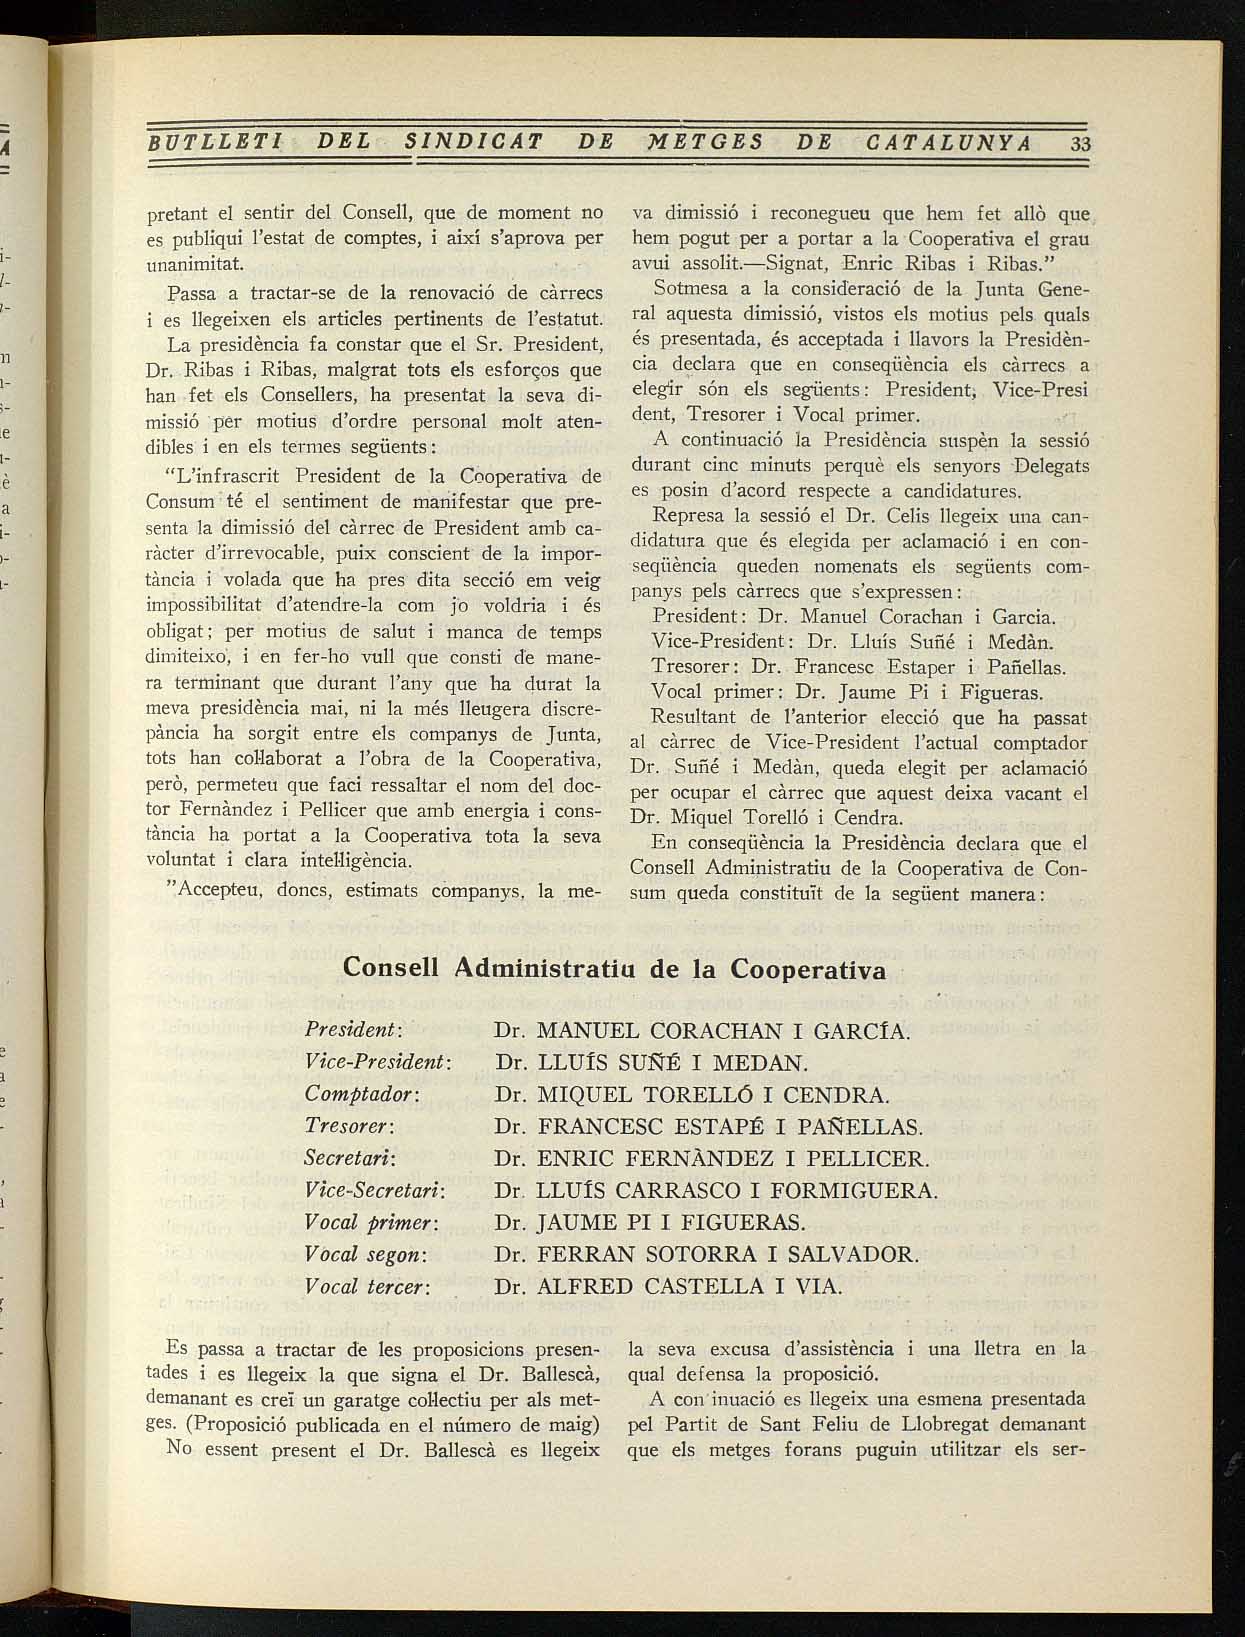 BUTLLETI DEL SINDICAT DE METGES DE CATALUNYA 33
pretant el sentir del Consell, que de moment no
es publiqui l'estat de comptes, i així s'aprova per
unanimitat.
Passa a tractar-se de la renovació de càrrecs
i es llegeixen els articles pertinents de l'estatut.
La presidència fa constar que el Sr. President,
Dr. Ribas i Ribas, malgrat tots els esforços que
han fet els Consellers, ha presentat la seva di-
missió per motius d'ordre personal molt aten-
dibles i en els termes següents:
"L'infrascrit President de la Cooperativa de
Consum té el sentiment de manifestar que pre-
senta la dimissió del càrrec de President amb ca-
ràcter d'irrevocable, puix conscient de la impor-
tància i volada que ha pres dita secció em veig
impossibilitat d'atendre-la com jo voldria i és
obligat; per motius de salut i manca de temps
dimiteixo, i en fer-ho vull que consti de mane-
ra terminant que durant l'any que ha durat la
meva presidència mai, ni la més lleugera discre-
pància ha sorgit entre els companys de Junta,
tots han coŀlaborat a l'obra de la Cooperativa,
però, permeteu que faci ressaltar el nom del doc-
tor Fernàndez i Pellicer que amb energia i cons-
tància ha portat a la Cooperativa tota la seva
voluntat i clara inteŀligència.
"Accepteu, doncs, estimats companys, la me-
va dimissió i reconegueu que hem fet allò que
hem pogut per a portar a la Cooperativa el grau
avui assolit.—Signat, Enric Ribas i Ribas."
Sotmesa a la consideració de la Junta Gene-
ral aquesta dimissió, vistos els motius pels quals
és presentada, és acceptada i llavors la Presidèn-
cia declara que en conseqüència els càrrecs a
elegir són els següents: President, Vice-Presi
dent, Tresorer i Vocal primer.
A continuació la Presidència suspèn la sessió
durant cinc minuts perquè els senyors Delegats
es posin d'acord respecte a candidatures.
Represa la sessió el Dr. Celis llegeix una can-
didatura que és elegida per aclamació i en con-
seqüència queden nomenats els següents com-
panys pels càrrecs que s'expressen:
President: Dr. Manuel Corachan i Garcia.
Vice-President: Dr. Lluís Suñé i Medàn.
Tresorer: Dr. Francesc Estaper i Pañellas.
Vocal primer: Dr. Jaume Pi i Figueras.
Resultant de l'anterior elecció que ha passat
al càrrec de Vice-President l'actual comptador
Dr. Suñé i Medàn, queda elegit per aclamació
per ocupar el càrrec que aquest deixa vacant el
Dr. Miquel Torelló i Cendra.
En conseqüència la Presidència declara que el
Consell Administratiu de la Cooperativa de Con-
sum queda constituït de la següent manera:
Consell Administratiu de la Cooperativa
President: Dr. MANUEL CORACHAN I GARCÍA.
Vice-President: Dr. LLUÍS SUÑÉ I MEDAN.
Comptador: Dr. MIQUEL TORELLÓ I CENDRA.
Tresorer: Dr. FRANCESC ESTAPÉ I PAÑELLAS.
Secretari: Dr. ENRIC FERNÀNDEZ I PELLICER.
Vice-Secretari: Dr. LLUÍS CARRASCO I FORMIGUERA.
Vocal primer: Dr. JAUME PI I FIGUERAS.
Vocal segon: Dr. FERRAN SOTORRA I SALVADOR.
Vocal tercer: Dr. ALFRED CASTELLA I VIA.
Es passa a tractar de les proposicions presen-
tades i es llegeix la que signa el Dr. Ballescà,
demanant es creï un garatge coŀlectiu per als met-
ges. (Proposició publicada en el número de maig)
No essent present el Dr. Ballescà es llegeix
la seva excusa d'assistència i una lletra en la
qual defensa la proposició.
A con inuació es llegeix una esmena presentada
pel Partit de Sant Feliu de Llobregat demanant
que els metges forans puguin utilitzar els ser-